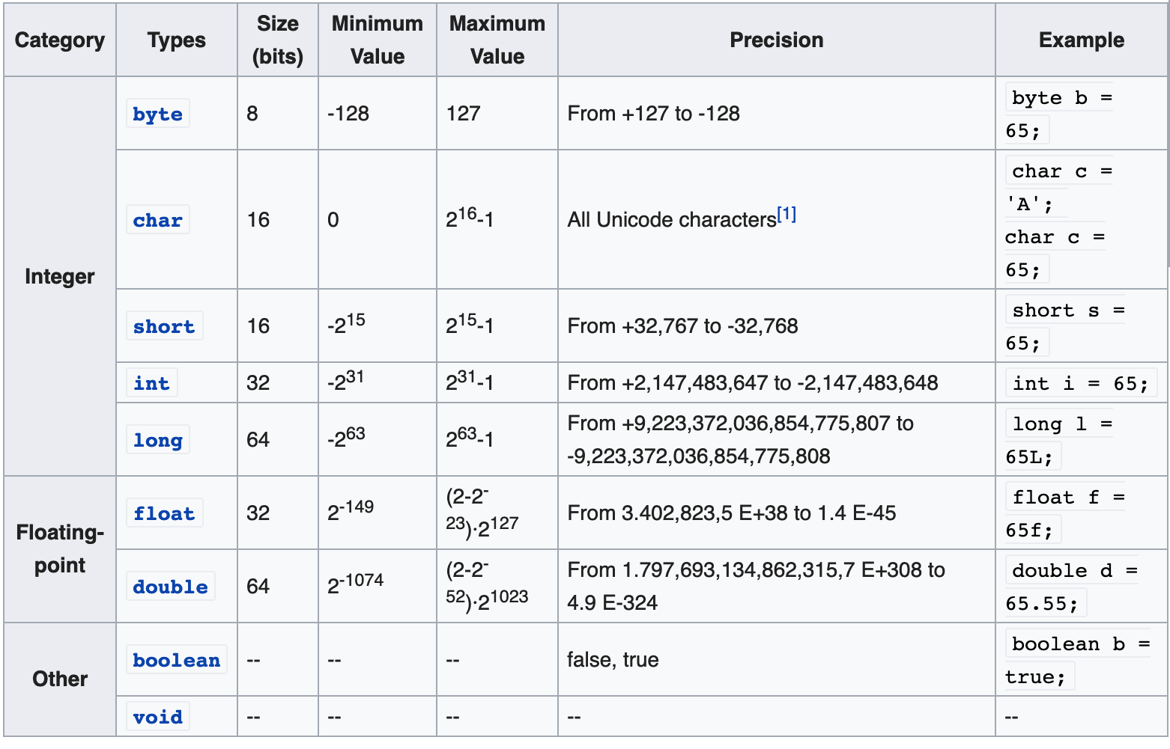 Category Types Size (bits) Minimum Value Maximum Value Precision Example
Integer
byte 8 -128 127 From +127 to -128 byte b = 65;
char 16 0 2^16-1 All Unicode characters[1] char c = 'A'; char c = 65;
short 16 -2^15 2^15-1 From +32,767 to -32,768 short s = 65;
int 32 -2^31 2^31-1 From +2,147,483,647 to -2,147,483,648 int i = 65;
long 64 -2^63 2^63-1 From +9,223,372,036,854,775,807 to -9,223,372,036,854,775,808 long l = 65L;
Floating-point
float 32 2^-149 (2-2^-23)·2^127 From 3.402,823,5 E+38 to 1.4 E-45 float f = 65f;
double 64 2^-1074 (2-2^-52)·2^1023 From 1.797,693,134,862,315,7 E+308 to 4.9 E-324 double d = 65.55;
Other
boolean -- -- -- false, true boolean b = true;
void -- -- -- -- --